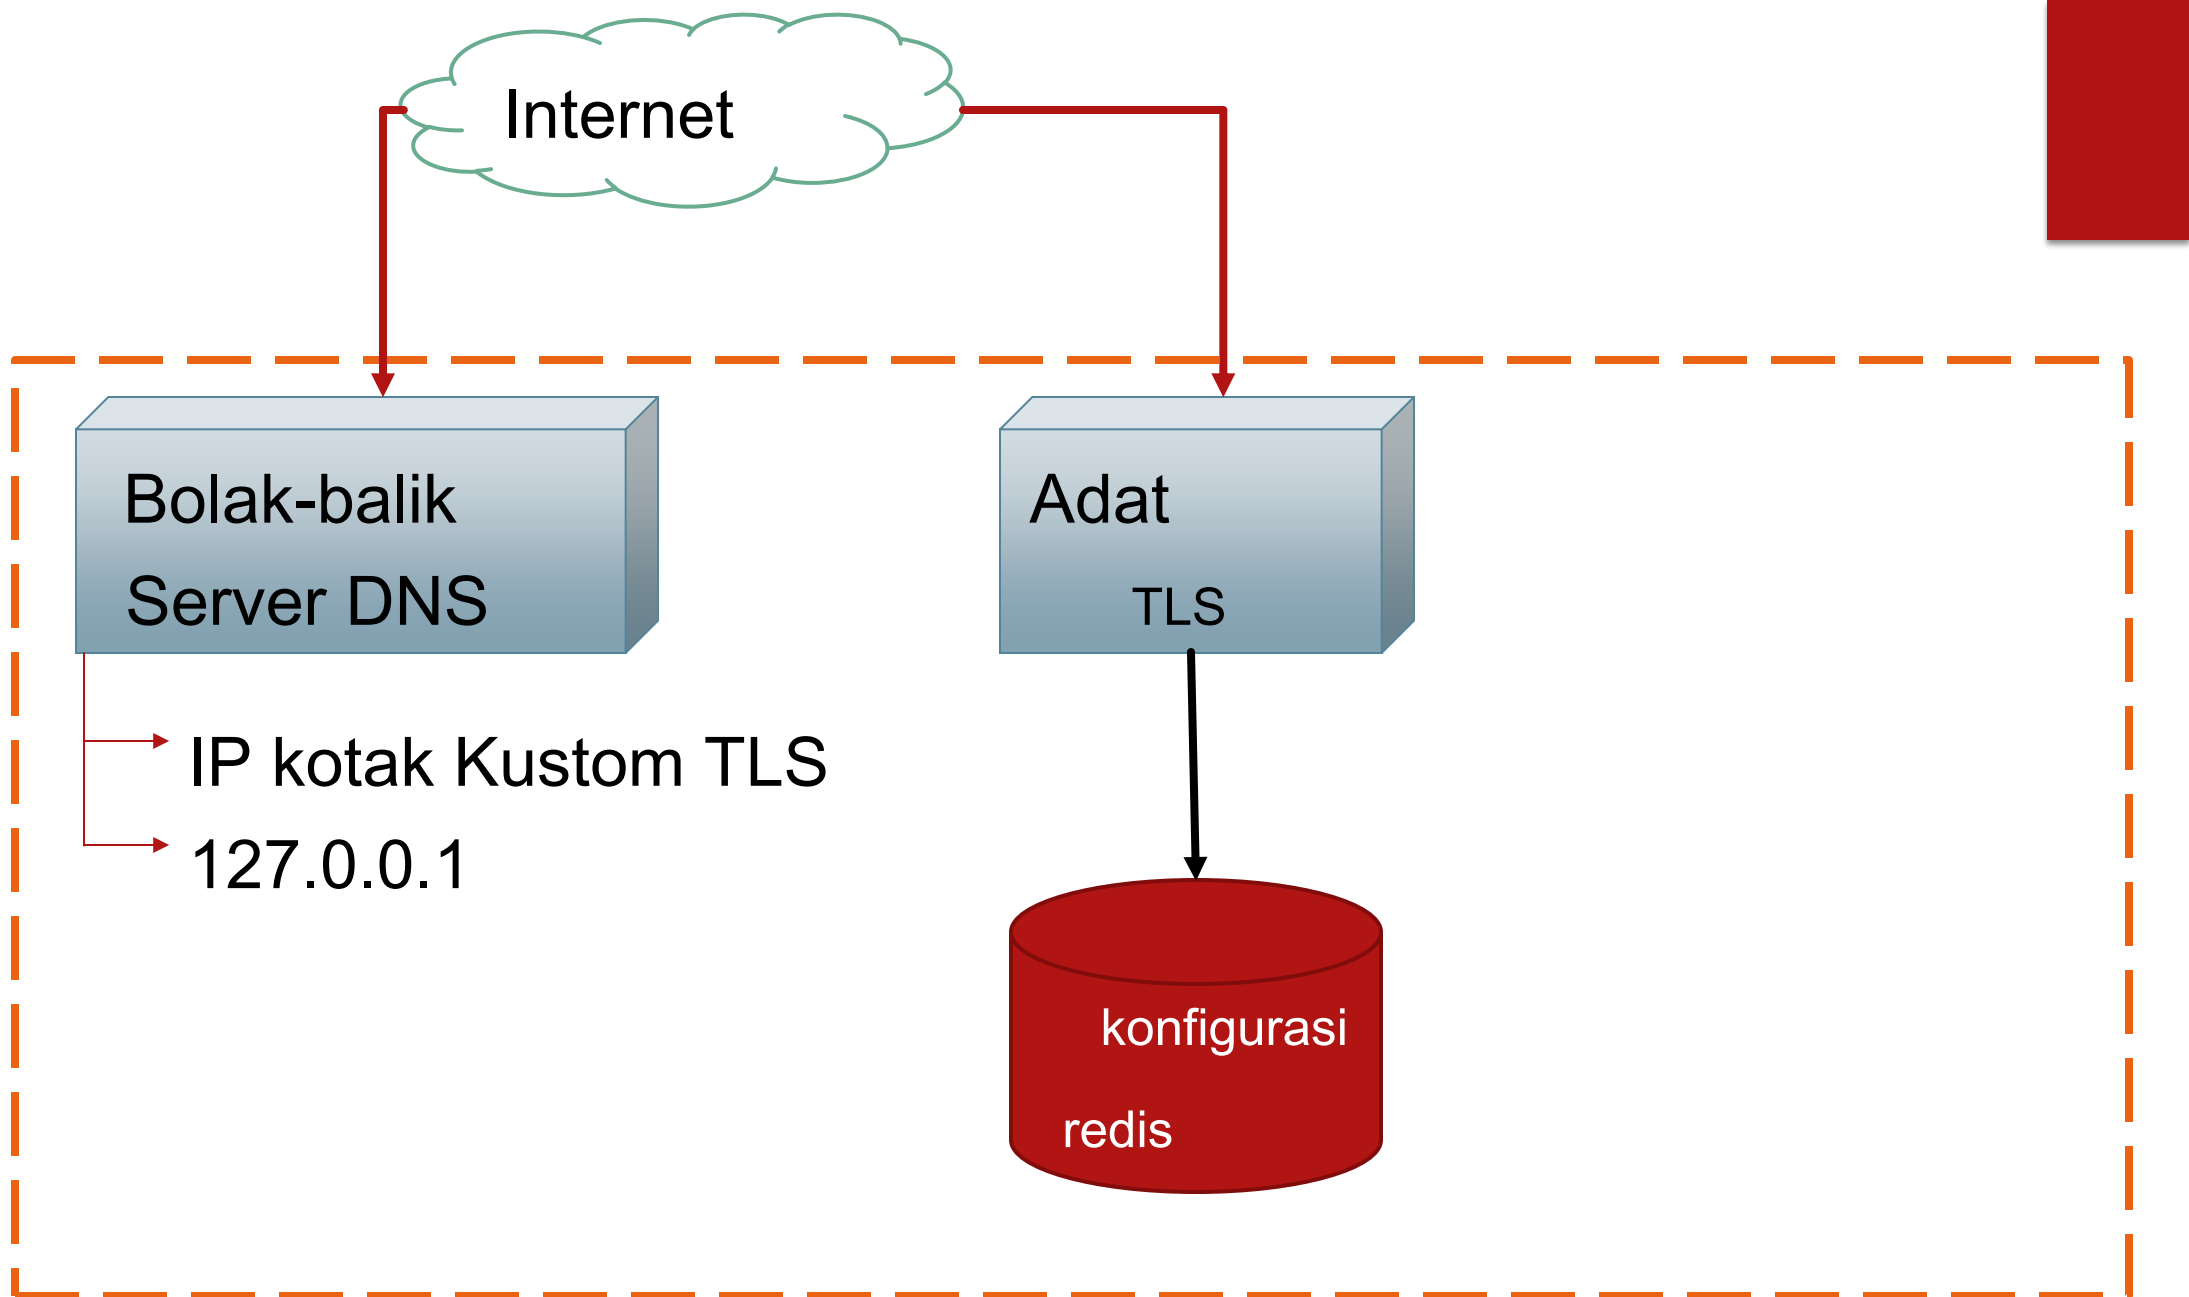 Internet
Bolak-balik
Server DNS
IP kotak Kustom TLS
127.0.0.1
Adat
TLS
konfigurasi
redis